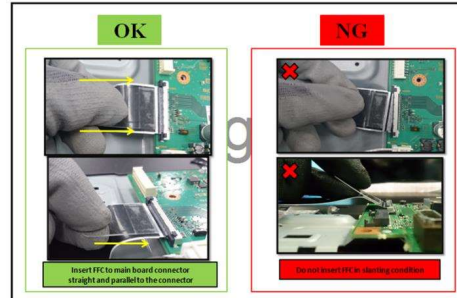 OK
NG
Insert FFC to main board connector
straight and parallel to the connector
Do not insert FFC in slanting condition